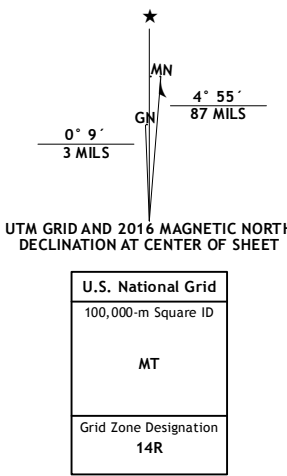 MN
GN
4° 55´
87 MILS
0° 9´
3 MILS
UTM GRID AND 2016 MAGNETIC NORTH
DECLINATION AT CENTER OF SHEET
U.S. National Grid
100,000-m Square ID
MT
Grid Zone Designation
14R